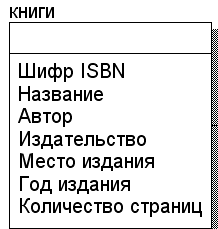 книги
Шифр ISBN
Название
Автор
Издательство
Место издания
Год издания
Количество страниц